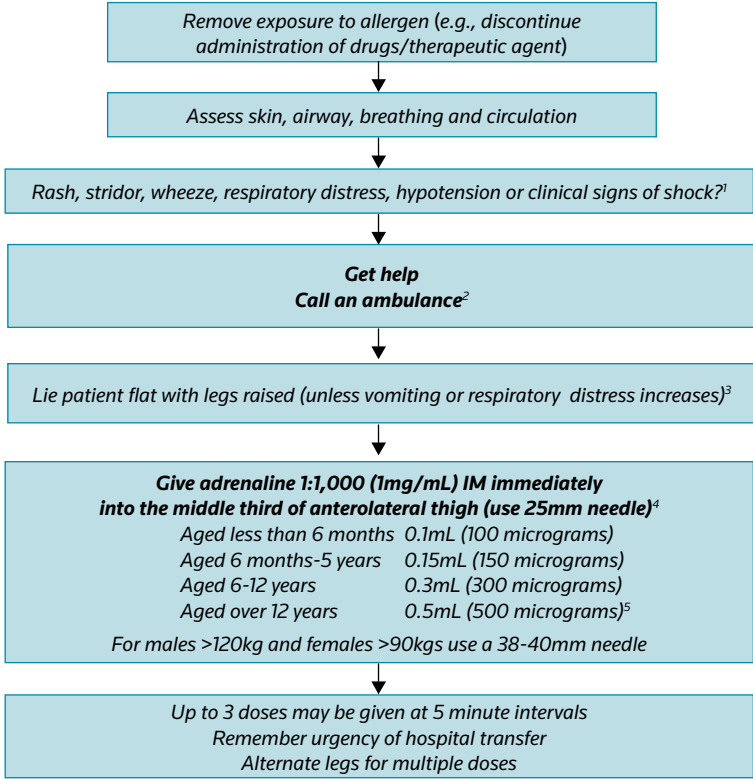 Remove exposure to allergen (e.g., discontinue
administration of drugs/therapeutic agent)
Assess skin, airway, breathing and circulation
Rash, stridor, wheeze, respiratory distress, hypotension or clinical signs of shock?¹
Get help
Call an ambulance²
Lie patient flat with legs raised (unless vomiting or respiratory distress increases)³
Give adrenaline 1:1,000 (1mg/mL) IM immediately
into the middle third of anterolateral thigh (use 25mm needle)⁴
Aged less than 6 months 0.1mL (100 micrograms)
Aged 6 months-5 years 0.15mL (150 micrograms)
Aged 6-12 years 0.3mL (300 micrograms)
Aged over 12 years 0.5mL (500 micrograms)⁵
For males >120kg and females >90kgs use a 38-40mm needle
Up to 3 doses may be given at 5 minute intervals
Remember urgency of hospital transfer
Alternate legs for multiple doses